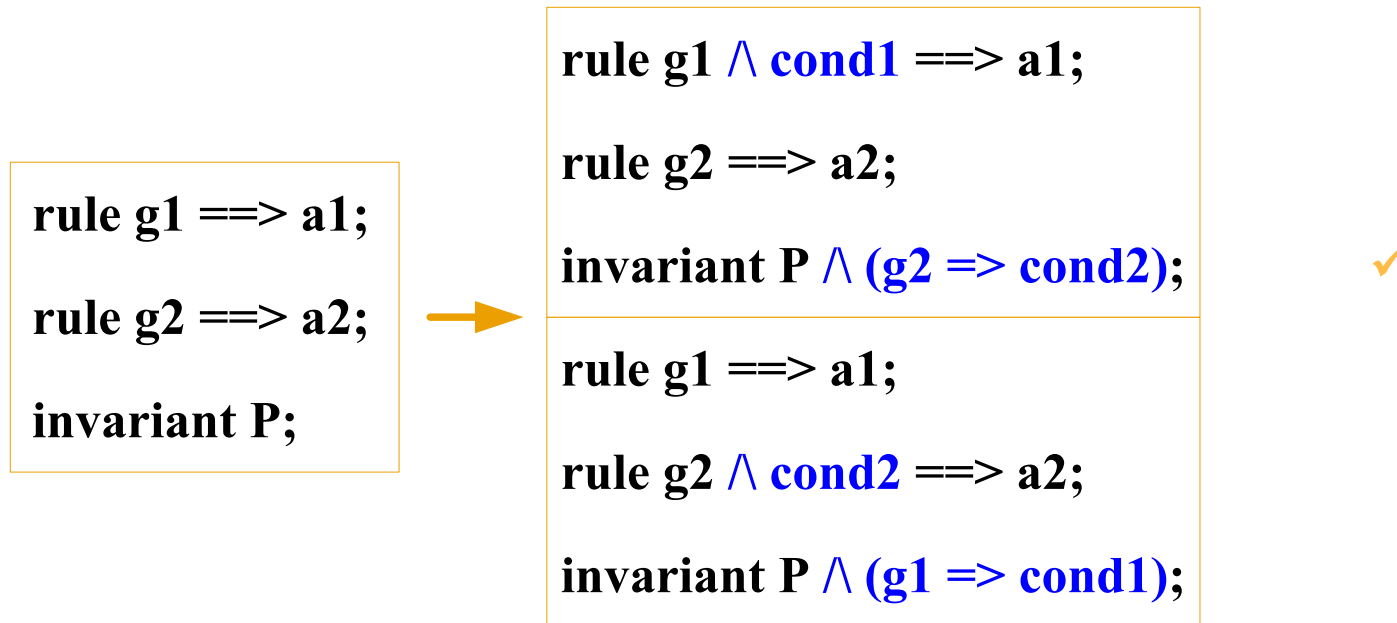 rule g1 ==> a1;
rule g2 ==> a2;
invariant P;
rule g1 /\ cond1 ==> a1;
rule g2 ==> a2;
invariant P /\ (g2 => cond2);
rule g1 ==> a1;
rule g2 /\ cond2 ==> a2;
invariant P /\ (g1 => cond1);